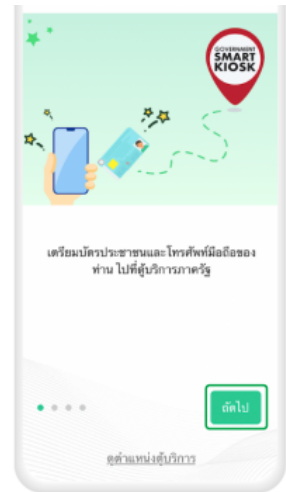 GOVERNMENT
SMART
KIOSK
เตรียมบัตรประชาชนและโทรศัพท์มือถือของ
ท่าน ไปที่ตู้บริการภาครัฐ
ถัดไป
ดูตำแหน่งตู้บริการ